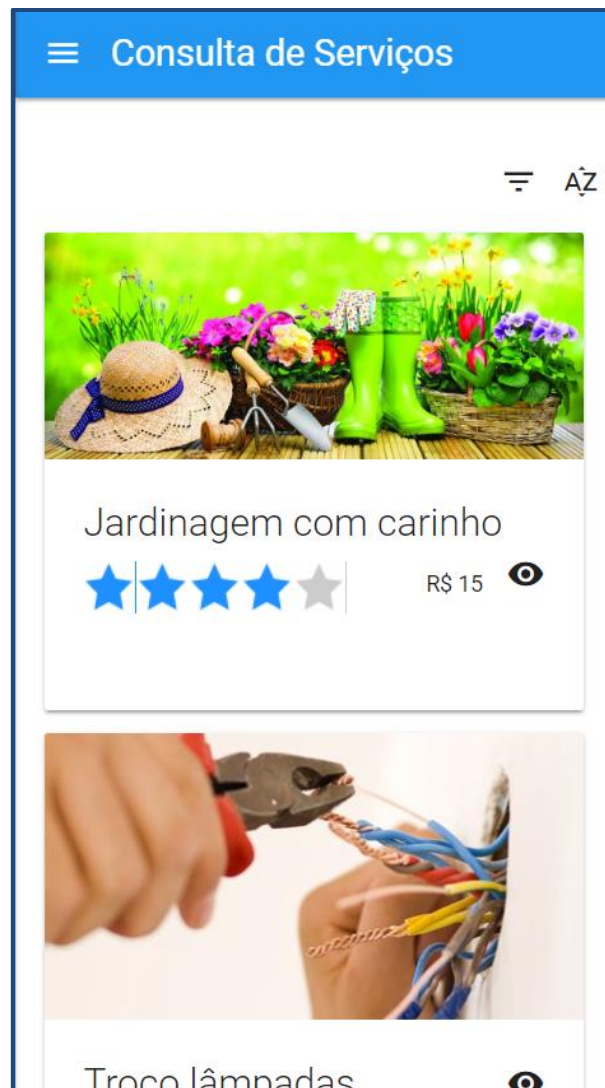 Consulta de Serviços
AZ
Jardinagem com carinho
R$ 15
Troco lâmpadas